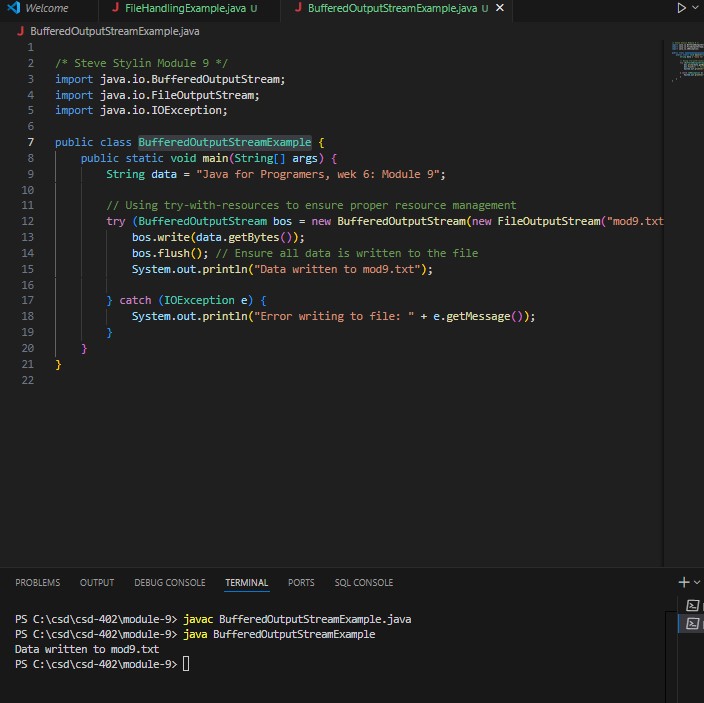 Welcome
J FileHandlingExample.java U
J BufferedOutputStreamExample.java U
J BufferedOutputStreamExample.java
1
2 /* Steve Stylin Module 9 */
3 import java.io.BufferedOutputStream;
4 import java.io.FileOutputStream;
5 import java.io.IOException;
6
7 public class BufferedOutputStreamExample {
8 public static void main(String[] args) {
9 String data = "Java for Programers, wek 6: Module 9";
10
11 // Using try-with-resources to ensure proper resource management
12 try (BufferedOutputStream bos = new BufferedOutputStream(new FileOutputStream("mod9.txt
13 bos.write(data.getBytes());
14 bos.flush(); // Ensure all data is written to the file
15 System.out.println("Data written to mod9.txt");
16
17 } catch (IOException e) {
18 System.out.println("Error writing to file: " + e.getMessage());
19 }
20 }
21 }
22
PROBLEMS OUTPUT DEBUG CONSOLE TERMINAL PORTS SQL CONSOLE
PS C:\csd\csd-402\module-9> javac BufferedOutputStreamExample.java
PS C:\csd\csd-402\module-9> java BufferedOutputStreamExample
Data written to mod9.txt
PS C:\csd\csd-402\module-9>